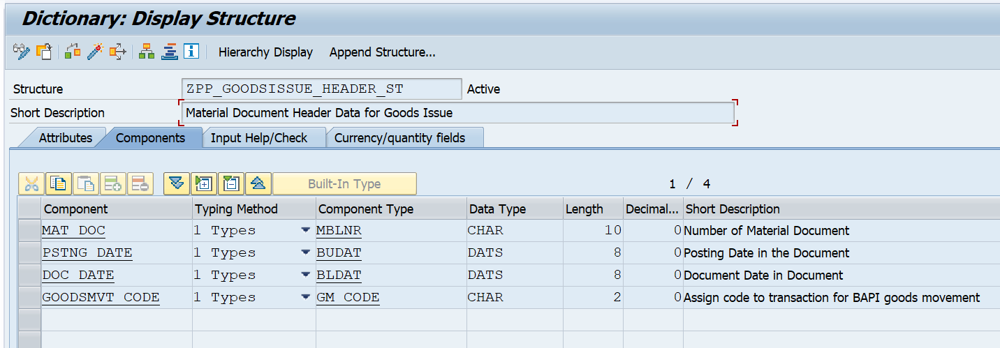 Dictionary: Display Structure
Hierarchy Display Append Structure...
Structure ZPP_GOODSISSUE_HEADER_ST Active
Short Description Material Document Header Data for Goods Issue
Attributes Components Input Help/Check Currency/quantity fields
Built-In Type 1 / 4
Component Typing Method Component Type Data Type Length Decimal... Short Description
MAT_DOC 1 Types MBLNR CHAR 10 0 Number of Material Document
PSTNG_DATE 1 Types BUDAT DATS 8 0 Posting Date in the Document
DOC_DATE 1 Types BLDAT DATS 8 0 Document Date in Document
GOODSMVT_CODE 1 Types GM_CODE CHAR 2 0 Assign code to transaction for BAPI goods movement